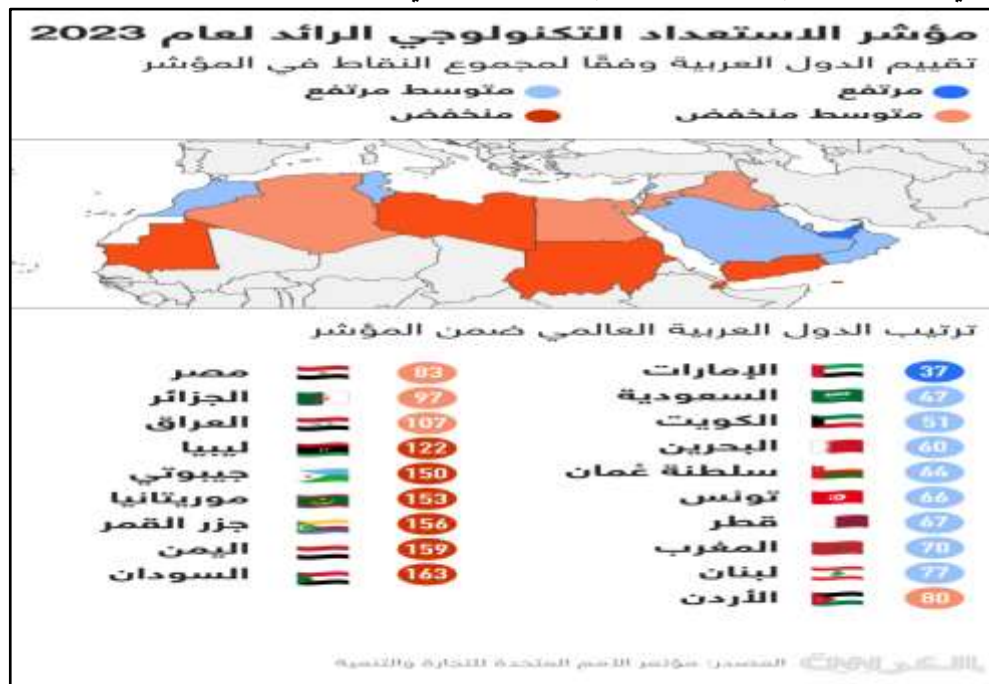 مؤشر الاستعداد التكنولوجي الرائد لعام 2023
تقييم الدول العربية وفقًا لمجموع النقاط في المؤشر
مرتفع
متوسط مرتفع
متوسط منخفض
منخفض
ترتيب الدول العربية العالمي ضمن المؤشر
37 الإمارات
47 السعودية
51 الكويت
60 البحرين
سلطنة عُمان
66 تونس
67 قطر
70 المغرب
77 لبنان
80 الأردن
83 مصر
97 الجزائر
107 العراق
122 ليبيا
150 جيبوتي
153 موريتانيا
156 جزر القمر
159 اليمن
163 السودان
المصدر: مؤتمر الأمم المتحدة للتجارة والتنمية